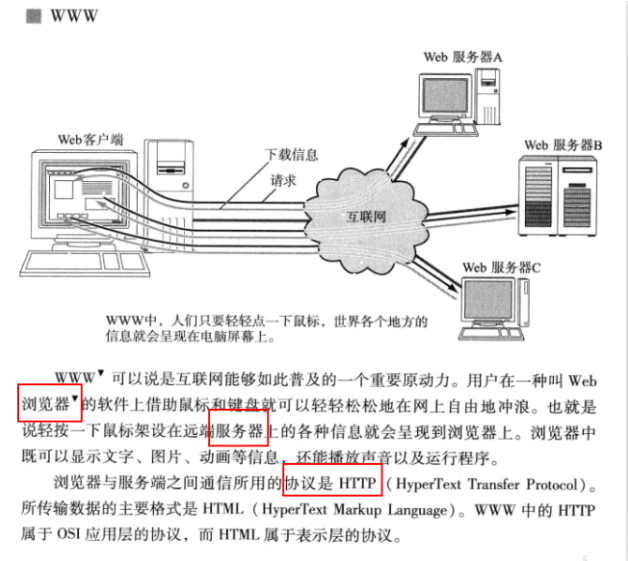 WWW
Web 服务器A
Web客户端
下载信息
请求
Web 服务器B
互联网
Web 服务器C
WWW中，人们只要轻轻点一下鼠标，世界各个地方的
信息就会呈现在电脑屏幕上。
WWW▼ 可以说是互联网能够如此普及的一个重要原动力。用户在一种叫 Web
浏览器▼的软件上借助鼠标和键盘就可以轻轻松松地在网上自由地冲浪。也就是
说轻按一下鼠标架设在远端服务器上的各种信息就会呈现到浏览器上。浏览器中
既可以显示文字、图片、动画等信息，还能播放声音以及运行程序。
浏览器与服务端之间通信所用的协议是 HTTP（HyperText Transfer Protocol）。
所传输数据的主要格式是 HTML（HyperText Markup Language）。WWW 中的 HTTP
属于 OSI 应用层的协议，而 HTML 属于表示层的协议。